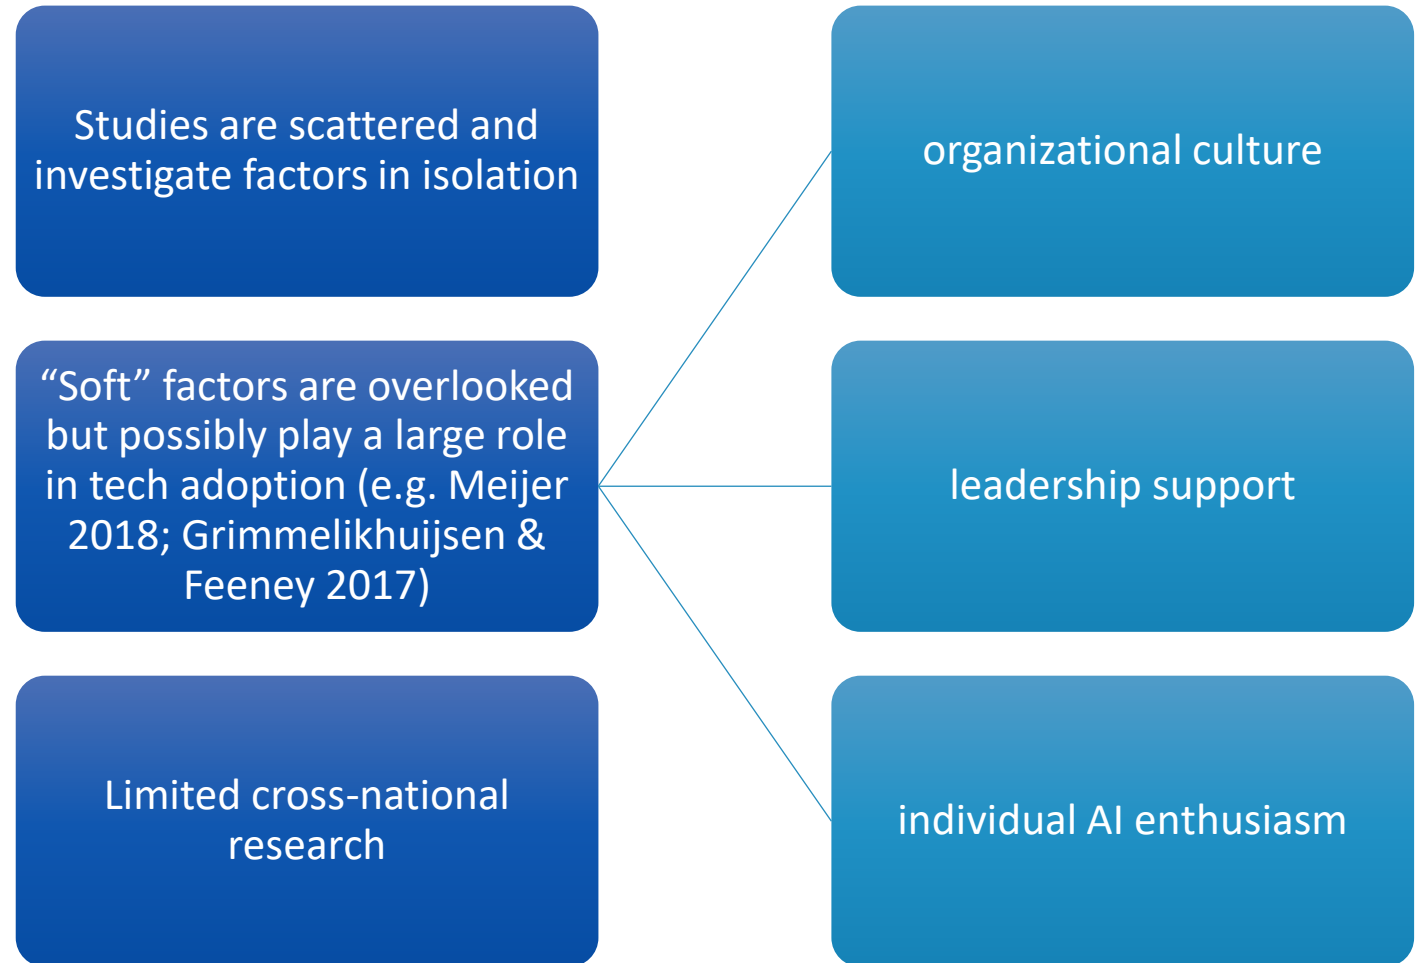 Studies are scattered and
investigate factors in isolation
“Soft” factors are overlooked
but possibly play a large role
in tech adoption (e.g. Meijer
2018; Grimmelikhuijsen &
Feeney 2017)
Limited cross-national
research
organizational culture
leadership support
individual AI enthusiasm